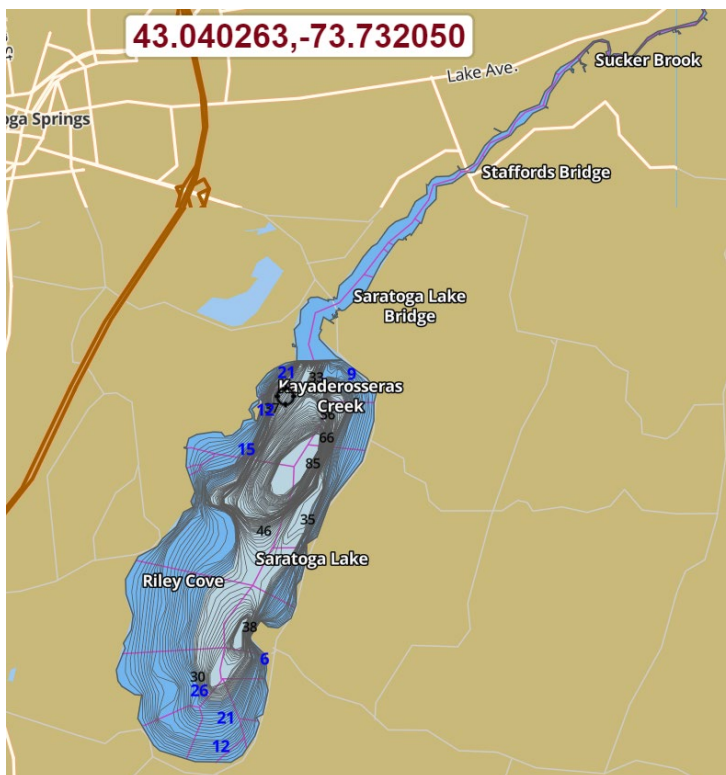 43.040263,-73.732050
Sucker Brook
Lake Ave.
oga Springs
Staffords Bridge
Saratoga Lake
Bridge
21
33
9
Kayaderosseras
Creek
12
56
66
15
85
35
46
Saratoga Lake
Riley Cove
38
6
30
26
21
12